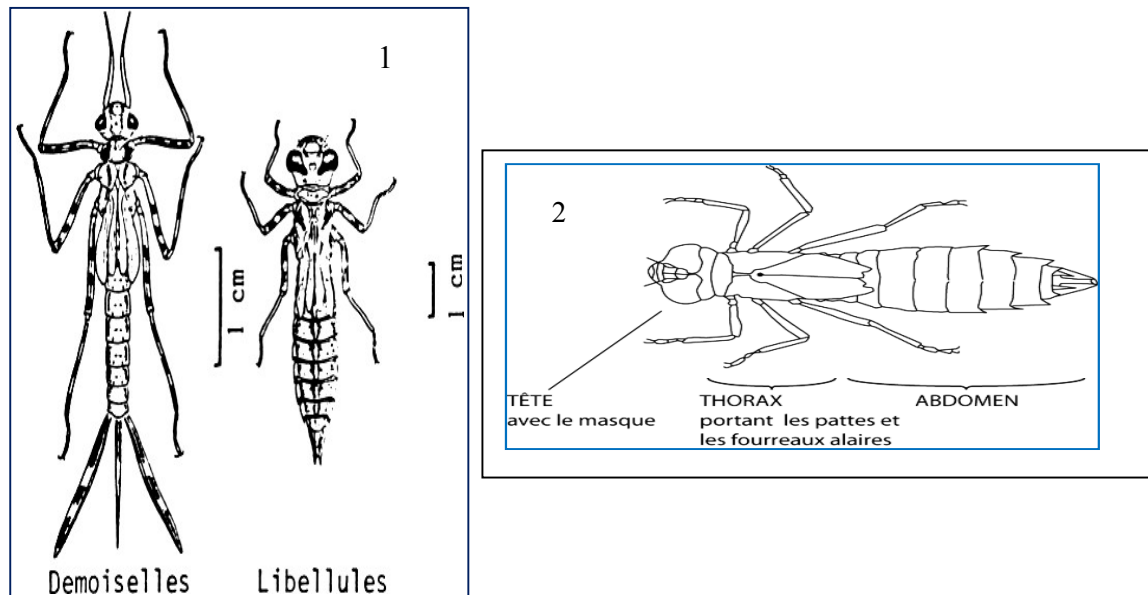 1
1 cm
1 cm
Demoiselles
Libellules
2
TÊTE
avec le masque
THORAX
portant les pattes et
les fourreaux alaires
ABDOMEN